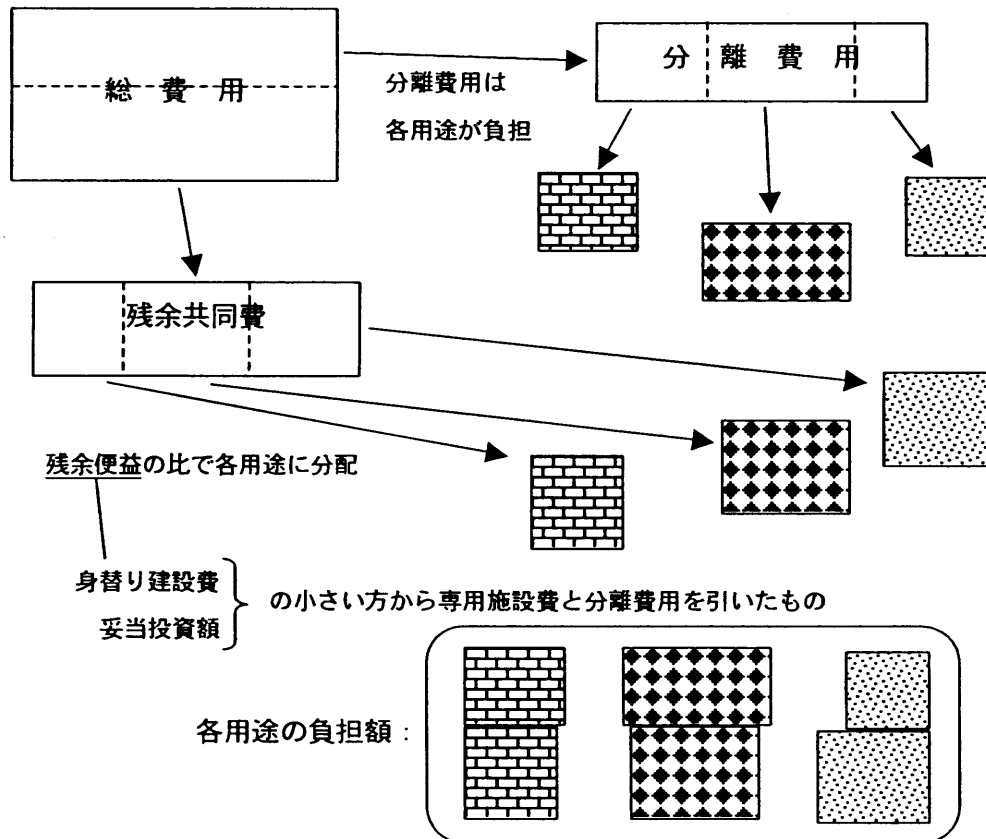 総費用
分離費用
分離費用は
各用途が負担
残余共同費
残余便益の比で各用途に分配
身替り建設費
妥当投資額
の小さい方から専用施設費と分離費用を引いたもの
各用途の負担額: